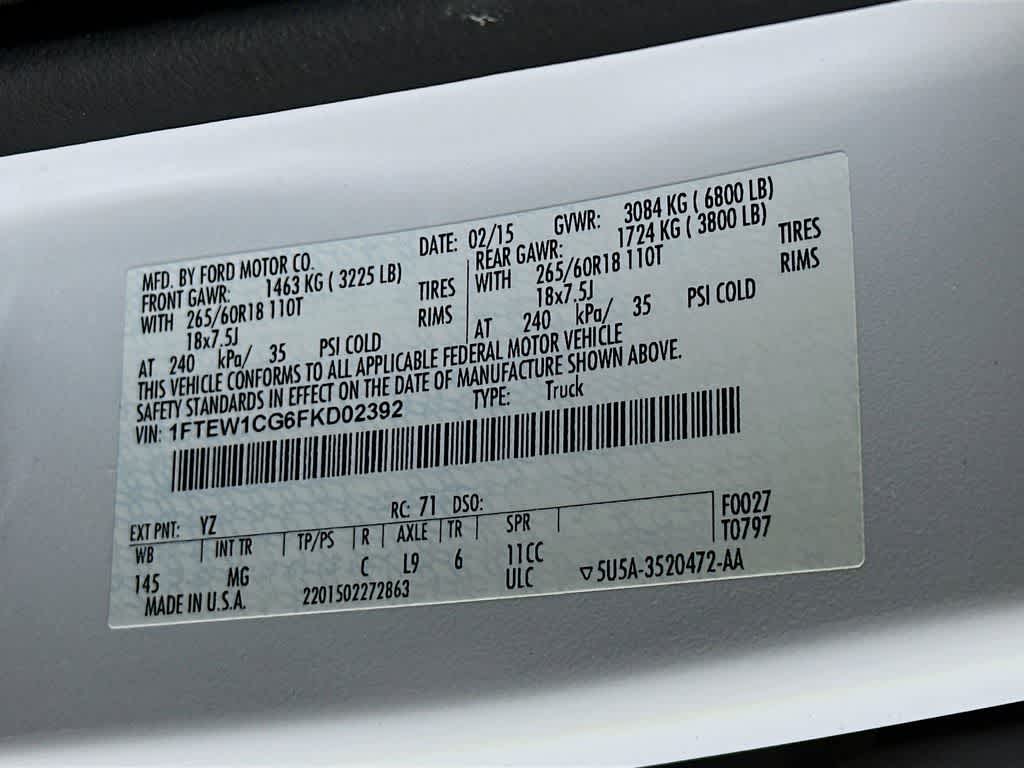 MFD. BY FORD MOTOR CO.
DATE: 02/15
GVWR: 3084 KG ( 6800 LB)
FRONT GAWR: 1463 KG ( 3225 LB)
REAR GAWR: 1724 KG ( 3800 LB)
WITH 265/60R18 110T TIRES
WITH 265/60R18 110T TIRES
18x7.5J RIMS
18x7.5J RIMS
AT 240 kPa/ 35 PSI COLD
AT 240 kPa/ 35 PSI COLD
THIS VEHICLE CONFORMS TO ALL APPLICABLE FEDERAL MOTOR VEHICLE
SAFETY STANDARDS IN EFFECT ON THE DATE OF MANUFACTURE SHOWN ABOVE.
VIN: 1FTEW1CG6FKD02392
TYPE: Truck
EXT PNT: YZ RC: 71 DSO: F0027
WB INT TR TP/PS R AXLE TR SPR T0797
145 MG C L9 6 11CC
MADE IN U.S.A. 2201502272863 ULC ▽5U5A-3520472-AA